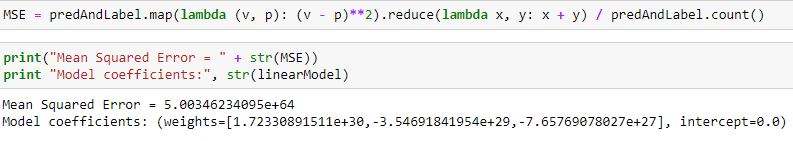 MSE = predAndLabel.map(lambda (v, p): (v - p)**2).reduce(lambda x, y: x + y) / predAndLabel.count()
print("Mean Squared Error = " + str(MSE))
print "Model coefficients:", str(linearModel)
Mean Squared Error = 5.00346234095e+64
Model coefficients: (weights=[1.72330891511e+30,-3.54691841954e+29,-7.65769078027e+27], intercept=0.0)